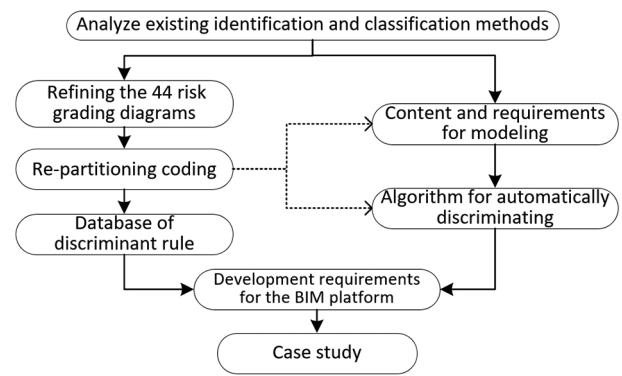 Analyze existing identification and classification methods
Refining the 44 risk
grading diagrams
Re-partitioning coding
Database of
discriminant rule
Content and requirements
for modeling
Algorithm for automatically
discriminating
Development requirements
for the BIM platform
Case study